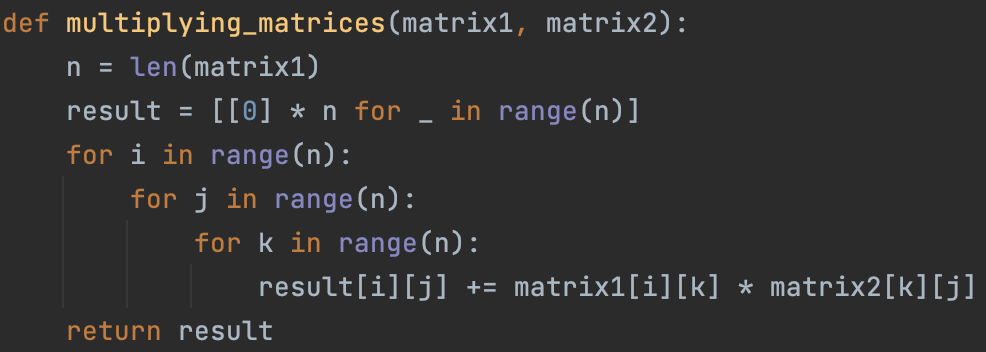 def multiplying_matrices(matrix1, matrix2):
    n = len(matrix1)
    result = [[0] * n for _ in range(n)]
    for i in range(n):
        for j in range(n):
            for k in range(n):
                result[i][j] += matrix1[i][k] * matrix2[k][j]
    return result